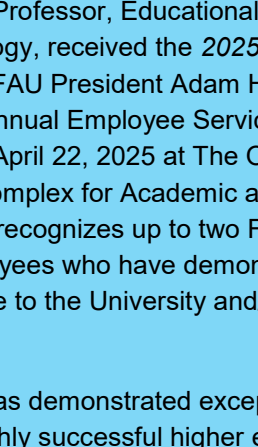 Professor, Educational
ogy, received the 2025
FAU President Adam H
nnual Employee Servic
April 22, 2025 at The C
omplex for Academic a
recognizes up to two F
yees who have demon
e to the University and
as demonstrated excep
hly successful higher e